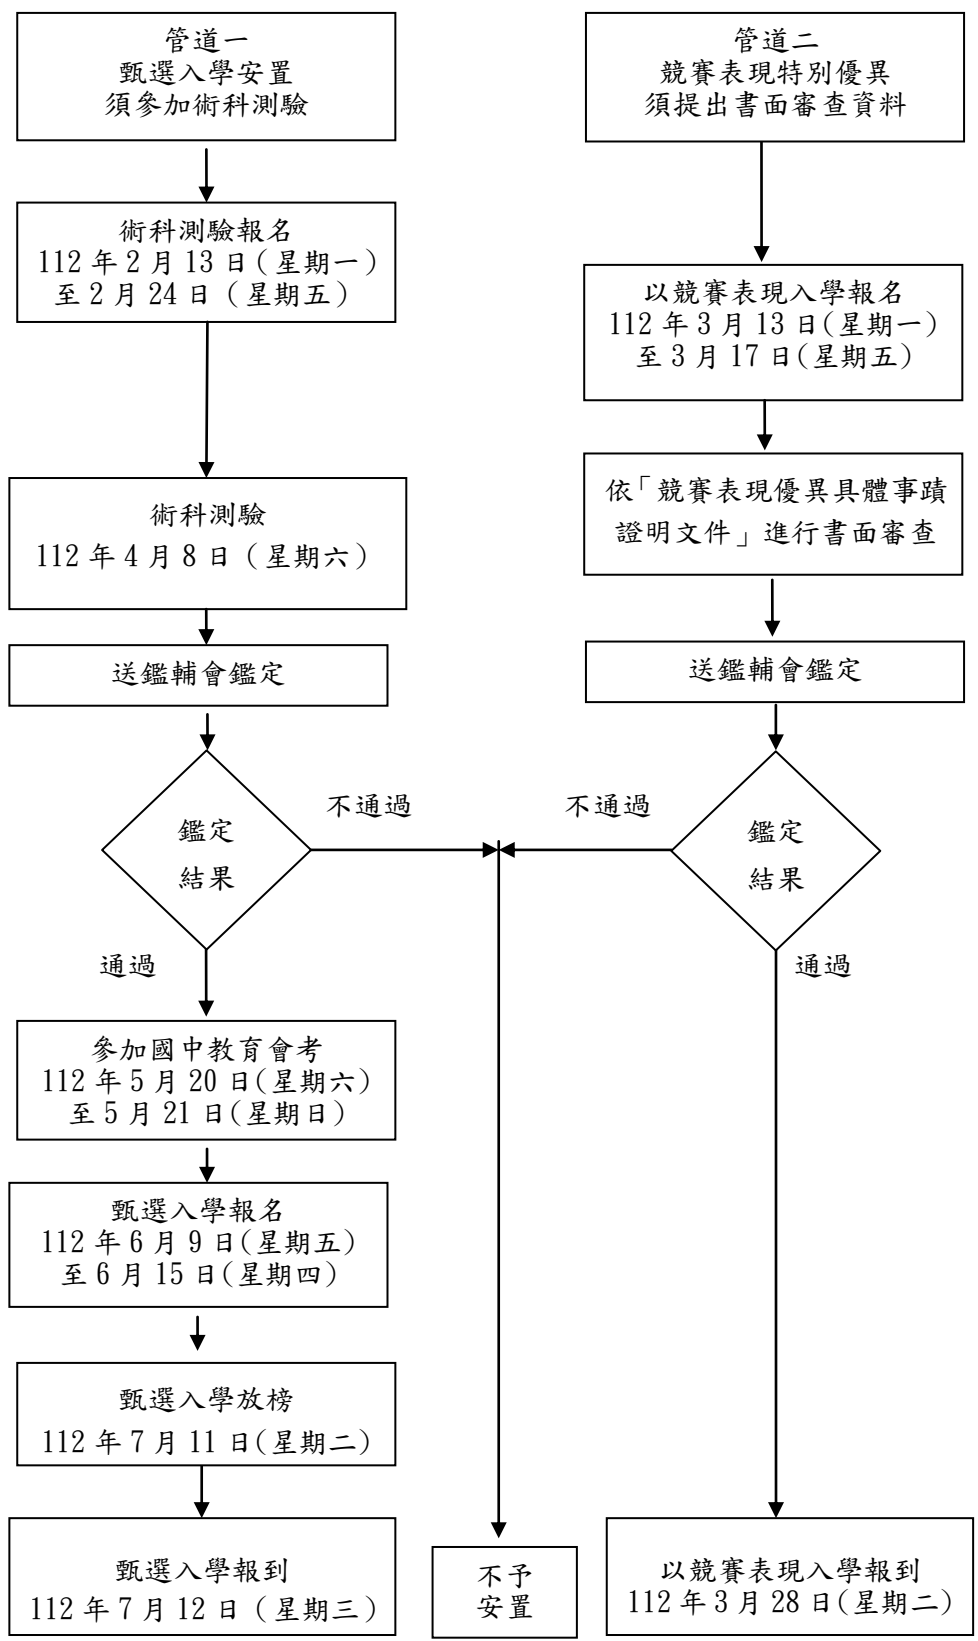 管道一
甄選入學安置
須參加術科測驗
術科測驗報名
112 年 2 月 13 日(星期一)
至 2 月 24 日 (星期五)
術科測驗
112 年 4 月 8 日 (星期六)
送鑑輔會鑑定
鑑定
結果
不通過
通過
參加國中教育會考
112 年 5 月 20 日(星期六)
至 5 月 21 日(星期日)
甄選入學報名
112 年 6 月 9 日(星期五)
至 6 月 15 日(星期四)
甄選入學放榜
112 年 7 月 11 日(星期二)
甄選入學報到
112 年 7 月 12 日 (星期三)
管道二
競賽表現特別優異
須提出書面審查資料
以競賽表現入學報名
112 年 3 月 13 日(星期一)
至 3 月 17 日(星期五)
依「競賽表現優異具體事蹟
證明文件」進行書面審查
送鑑輔會鑑定
鑑定
結果
不通過
通過
不予
安置
以競賽表現入學報到
112 年 3 月 28 日(星期二)